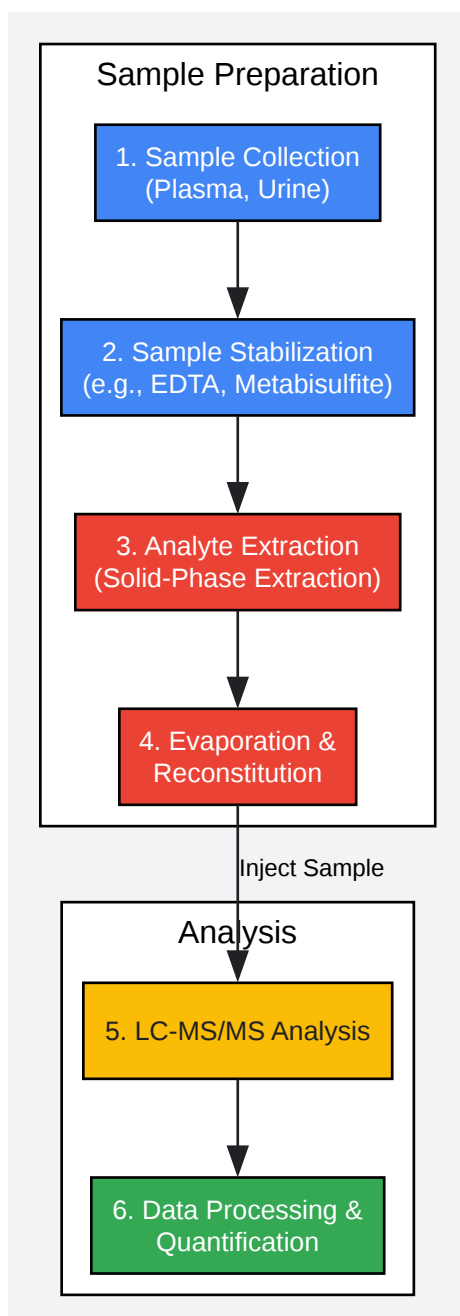 Sample Preparation
1. Sample Collection
(Plasma, Urine)
2. Sample Stabilization
(e.g., EDTA, Metabisulfite)
3. Analyte Extraction
(Solid-Phase Extraction)
4. Evaporation &
Reconstitution
Inject Sample
Analysis
5. LC-MS/MS Analysis
6. Data Processing &
Quantification